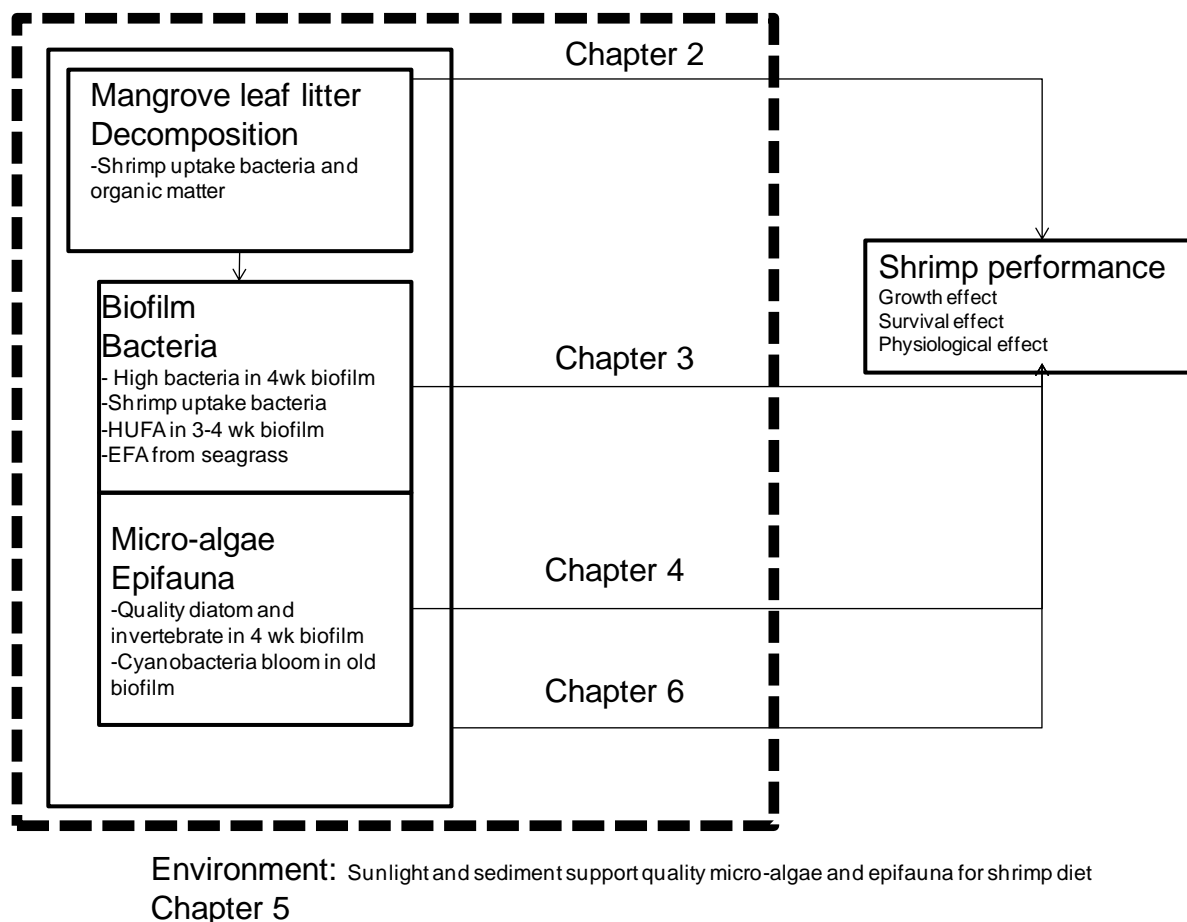 Chapter 2
Mangrove leaf litter
Decomposition
-Shrimp uptake bacteria and
organic matter
Shrimp performance
Growth effect
Survival effect
Physiological effect
Biofilm
Bacteria
- High bacteria in 4wk biofilm
-Shrimp uptake bacteria
-HUFA in 3-4 wk biofilm
-EFA from seagrass
Chapter 3
Micro-algae
Epifauna
-Quality diatom and
invertebrate in 4 wk biofilm
-Cyanobacteria bloom in old
biofilm
Chapter 4
Chapter 6
Environment: Sunlight and sediment support quality micro-algae and epifauna for shrimp diet
Chapter 5